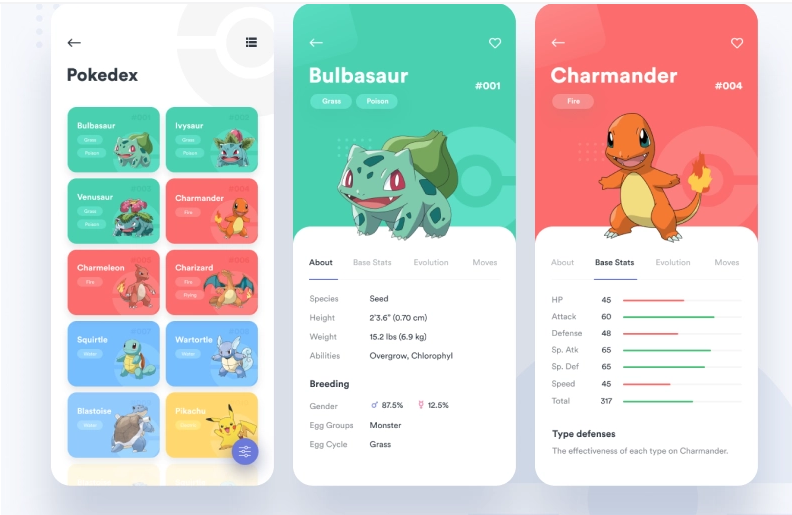 Pokedex
Bulbasaur
Grass
Poison
Ivysaur
Grass
Poison
Venusaur
Grass
Poison
Charmander
Fire
Charmeleon
Fire
Charizard
Fire
Flying
Squirtle
Water
Wartortle
Water
Blastoise
Water
Pikachu
Bulbasaur
#001
Grass Poison
About Base Stats Evolution Moves
Species Seed
Height 2'3.6" (0.70 cm)
Weight 15.2 lbs (6.9 kg)
Abilities Overgrow, Chlorophyl
Breeding
Gender ♂ 87.5% ♀ 12.5%
Egg Groups Monster
Egg Cycle Grass
Charmander
#004
Fire
About Base Stats Evolution Moves
HP 45
Attack 60
Defense 48
Sp. Atk 65
Sp. Def 65
Speed 45
Total 317
Type defenses
The effectiveness of each type on Charmander.